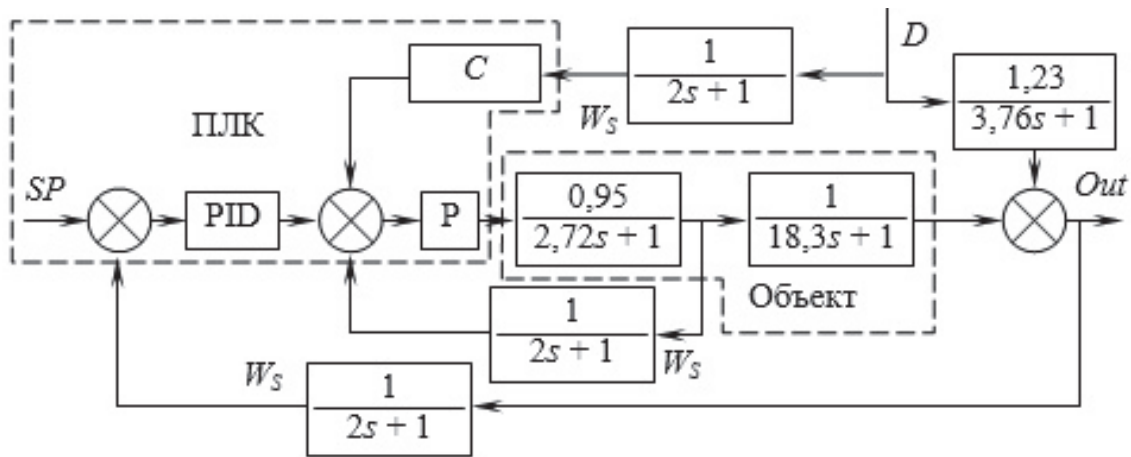 D
1
2s + 1
C
W_S
1,23
3,76s + 1
ПЛК
SP
PID
P
0,95
2,72s + 1
1
18,3s + 1
Out
Объект
1
2s + 1
W_S
W_S
1
2s + 1